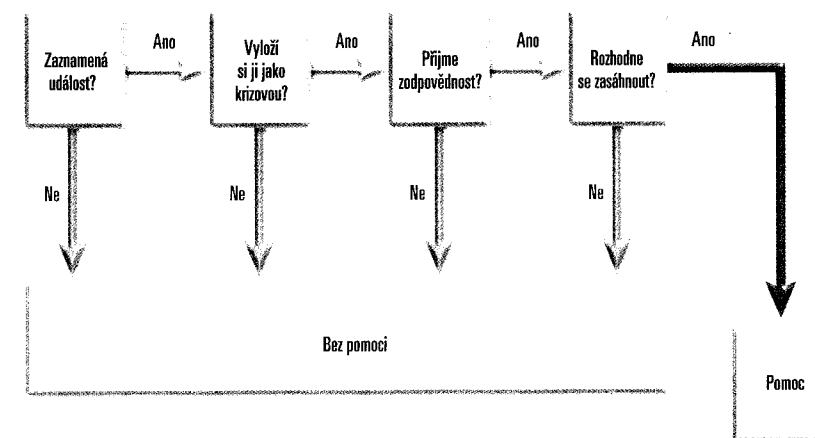 Zaznamená
událost?
Ano
Vyloží
si ji jako
krizovou?
Ano
Přijme
zodpovědnost?
Ano
Rozhodne
se zasáhnout?
Ano
Ne
Ne
Ne
Ne
Bez pomoci
Pomoc